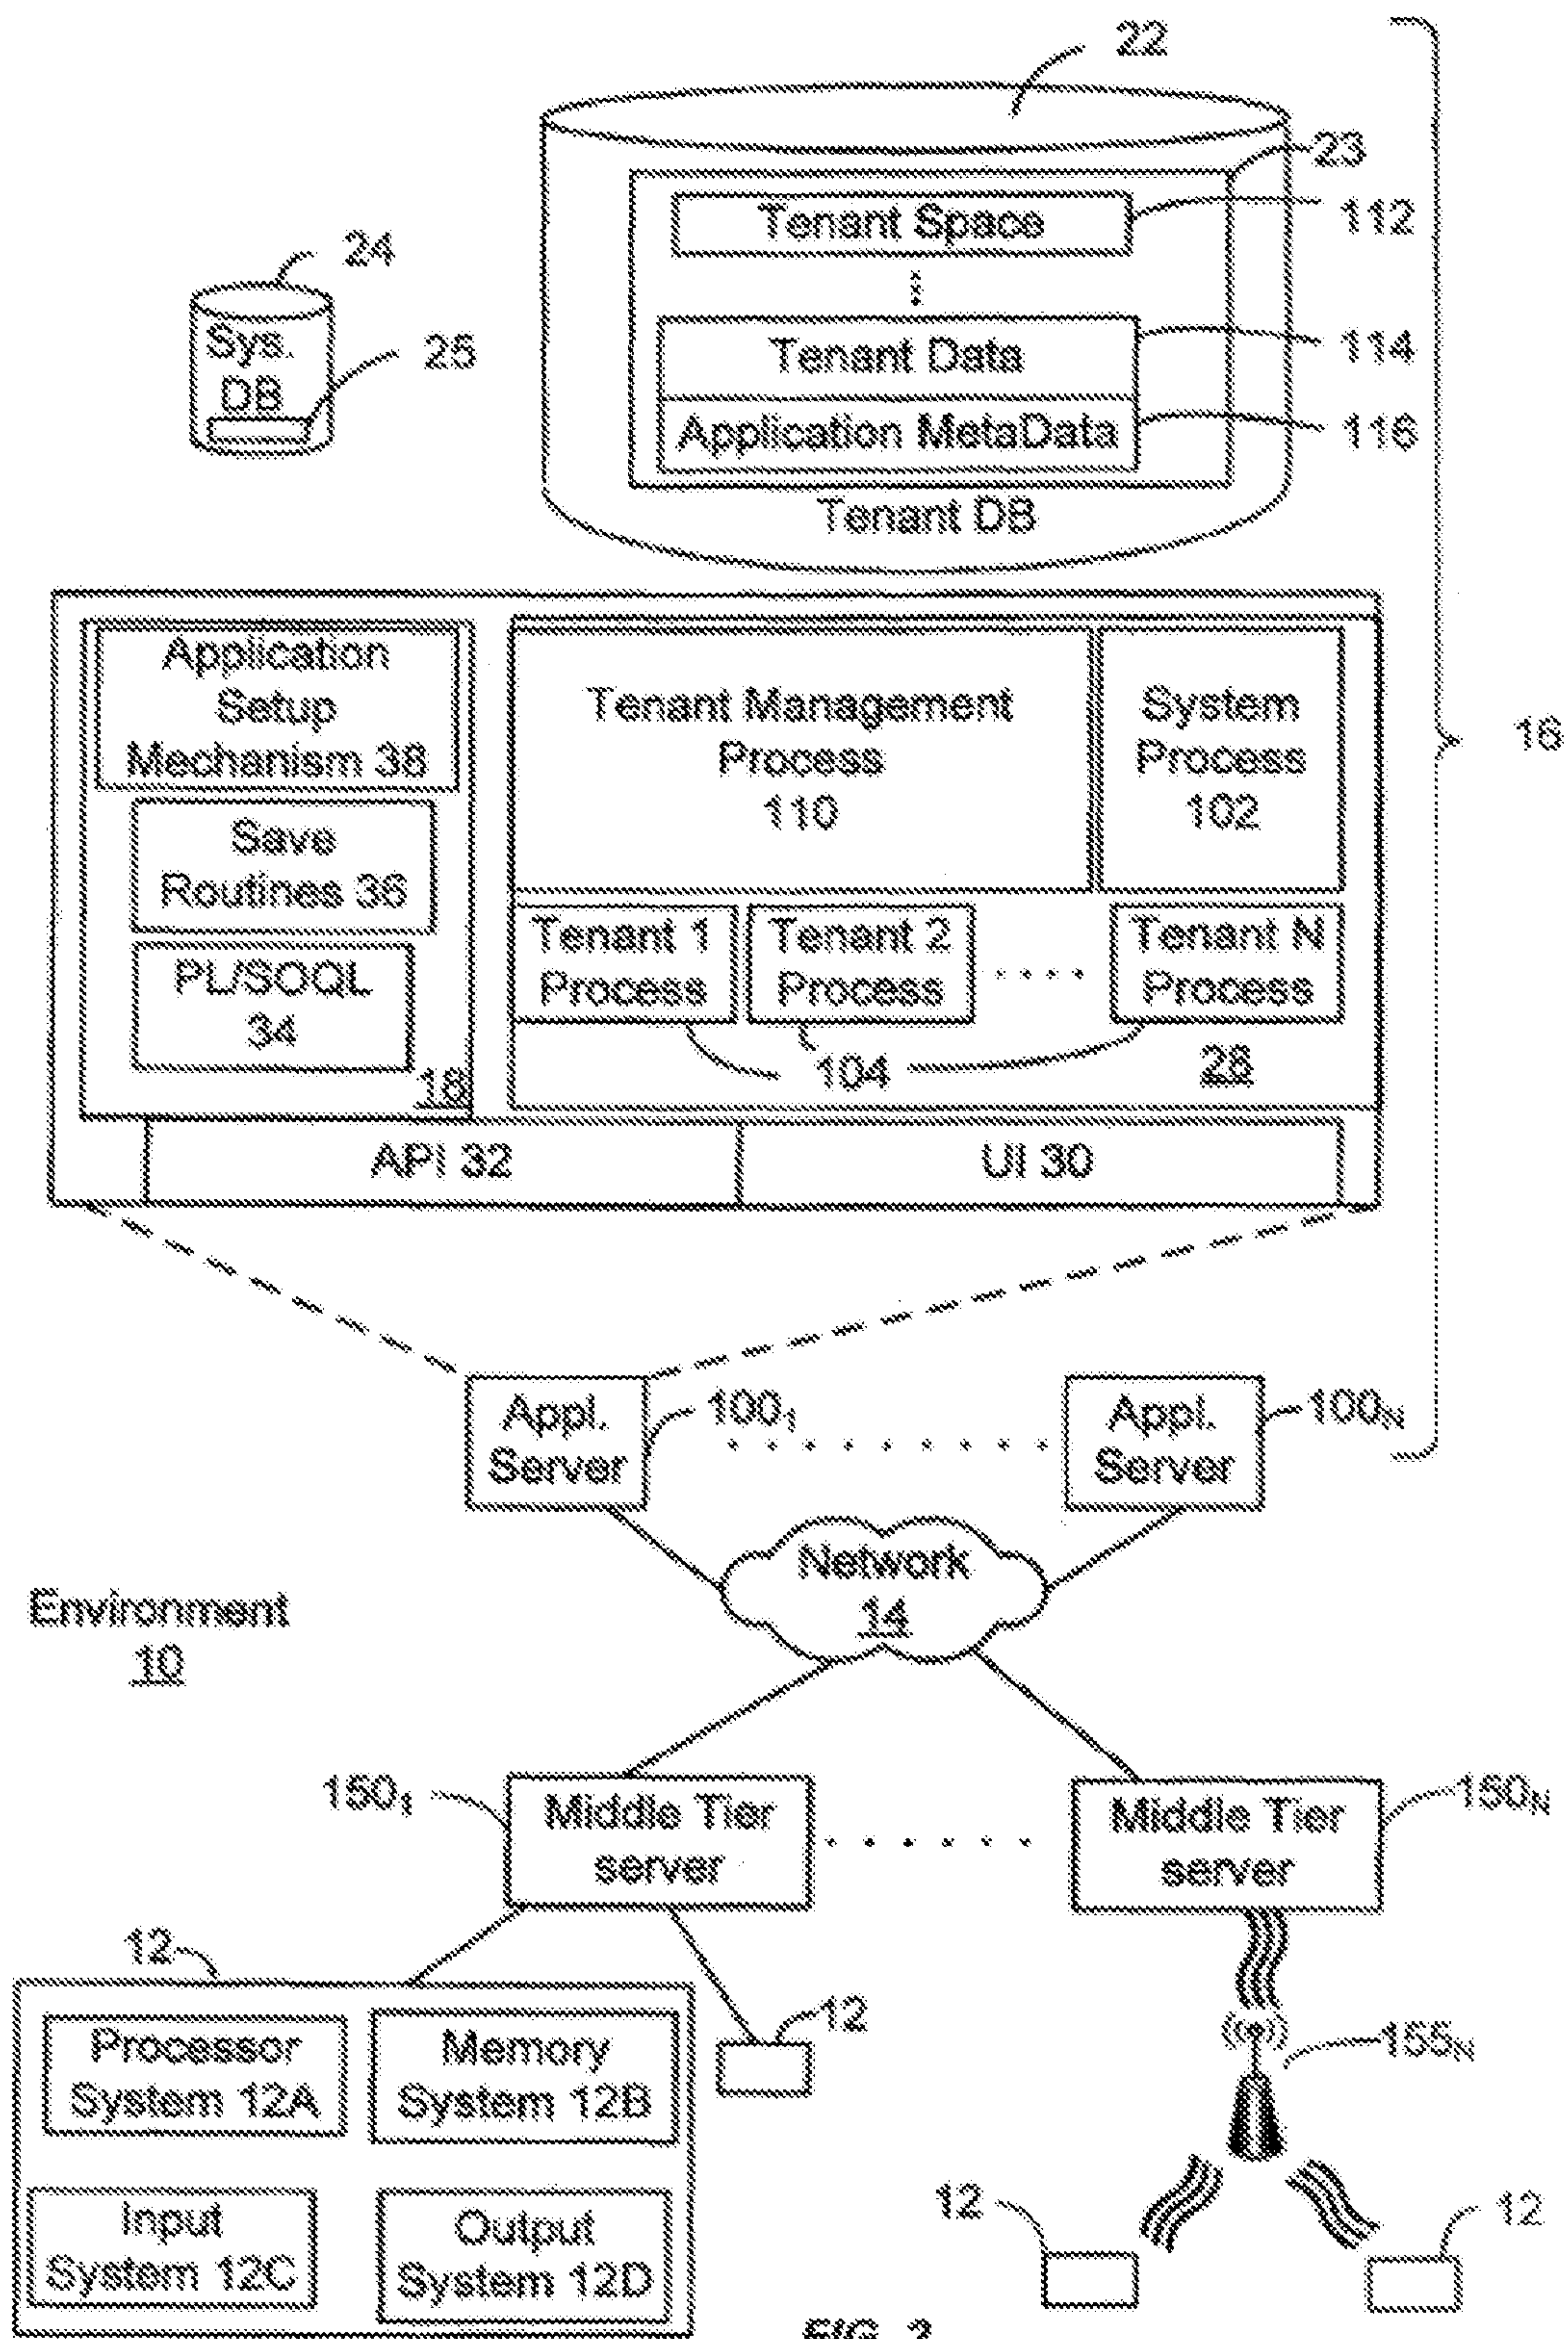 22
23
Tenant Space
112
24
Sys.
DB
25
Tenant Data
114
Application MetaData
116
Tenant DB
Application
Setup
Mechanism 38
Tenant Management
Process
110
System
Process
102
16
Save
Routines 36
PL/SOQL
34
18
Tenant 1
Process
Tenant 2
Process
Tenant N
Process
104
28
API 32
UI 30
Appl.
Server
100₁
Appl.
Server
100N
Network
14
Environment
10
150₁
Middle Tier
server
Middle Tier
server
150N
12
Processor
System 12A
Memory
System 12B
12
155N
Input
System 12C
Output
System 12D
12
12
FIG. 2